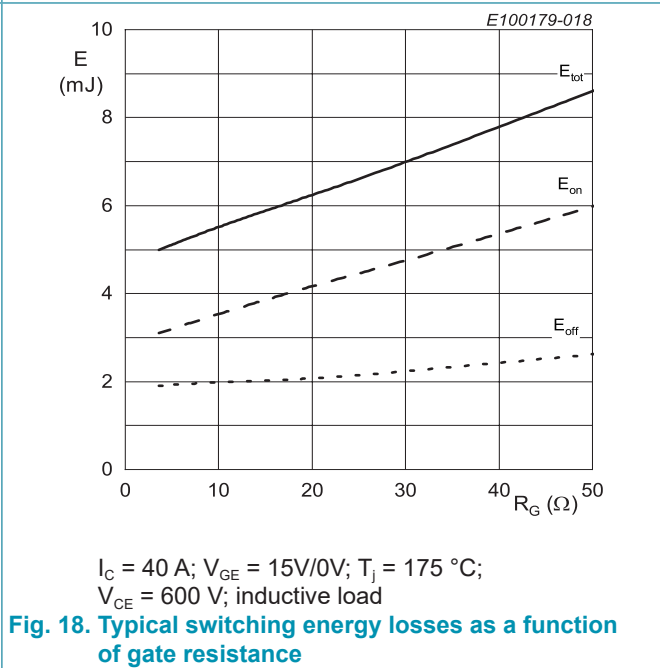 E100179-018
10
E
(mJ)
8
6
4
2
0
E_tot
E_on
E_off
0 10 20 30 40 50
R_G (Ω)
I_C = 40 A; V_GE = 15V/0V; T_j = 175 °C;
V_CE = 600 V; inductive load
Fig. 18. Typical switching energy losses as a function
of gate resistance